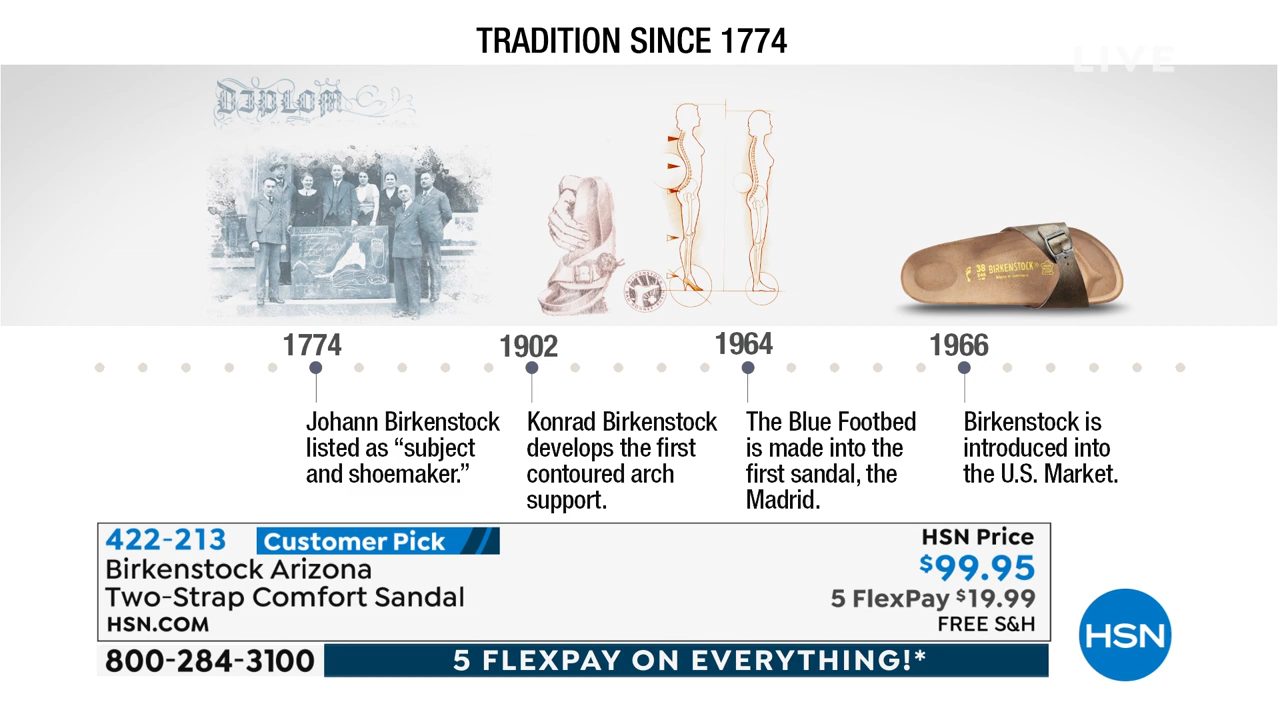 TRADITION SINCE 1774
LIVE
Diplom
38
BIRKENSTOCK
1774
1902
1964
1966
Johann Birkenstock
listed as “subject
and shoemaker.”
Konrad Birkenstock
develops the first
contoured arch
support.
The Blue Footbed
is made into the
first sandal, the
Madrid.
Birkenstock is
introduced into
the U.S. Market.
422-213
Customer Pick
Birkenstock Arizona
Two-Strap Comfort Sandal
HSN.COM
HSN Price
$99.95
5 FlexPay $19.99
FREE S&H
800-284-3100
5 FLEXPAY ON EVERYTHING!*
HSN